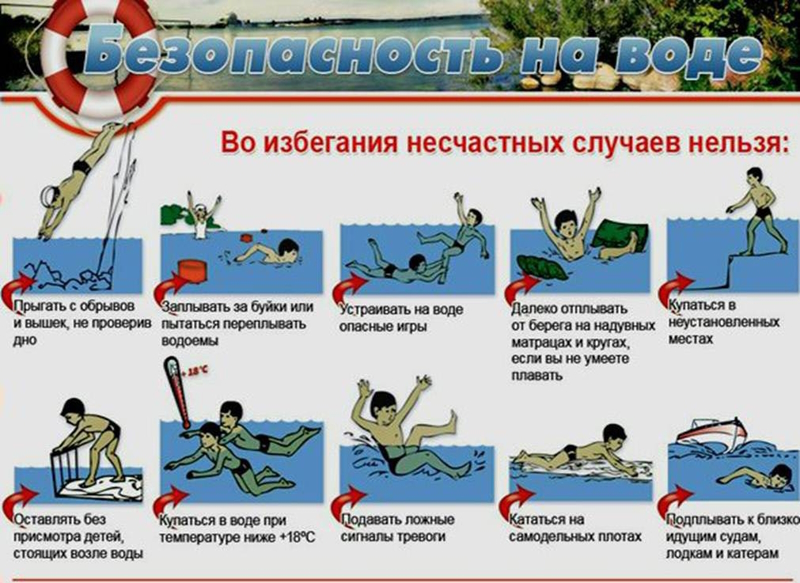 Безопасность на воде
Во избегания несчастных случаев нельзя:
Прыгать с обрывов
и вышек, не проверив
дно
Заплывать за буйки или
пытаться переплывать
водоемы
Устраивать на воде
опасные игры
Далеко отплывать
от берега на надувных
матрацах и кругах,
если вы не умеете
плавать
Купаться в
неустановленных
местах
+18°C
Оставлять без
присмотра детей,
стоящих возле воды
Купаться в воде при
температуре ниже +18ºС
Подавать ложные
сигналы тревоги
Кататься на
самодельных плотах
Подплывать к близко
идущим судам,
лодкам и катерам